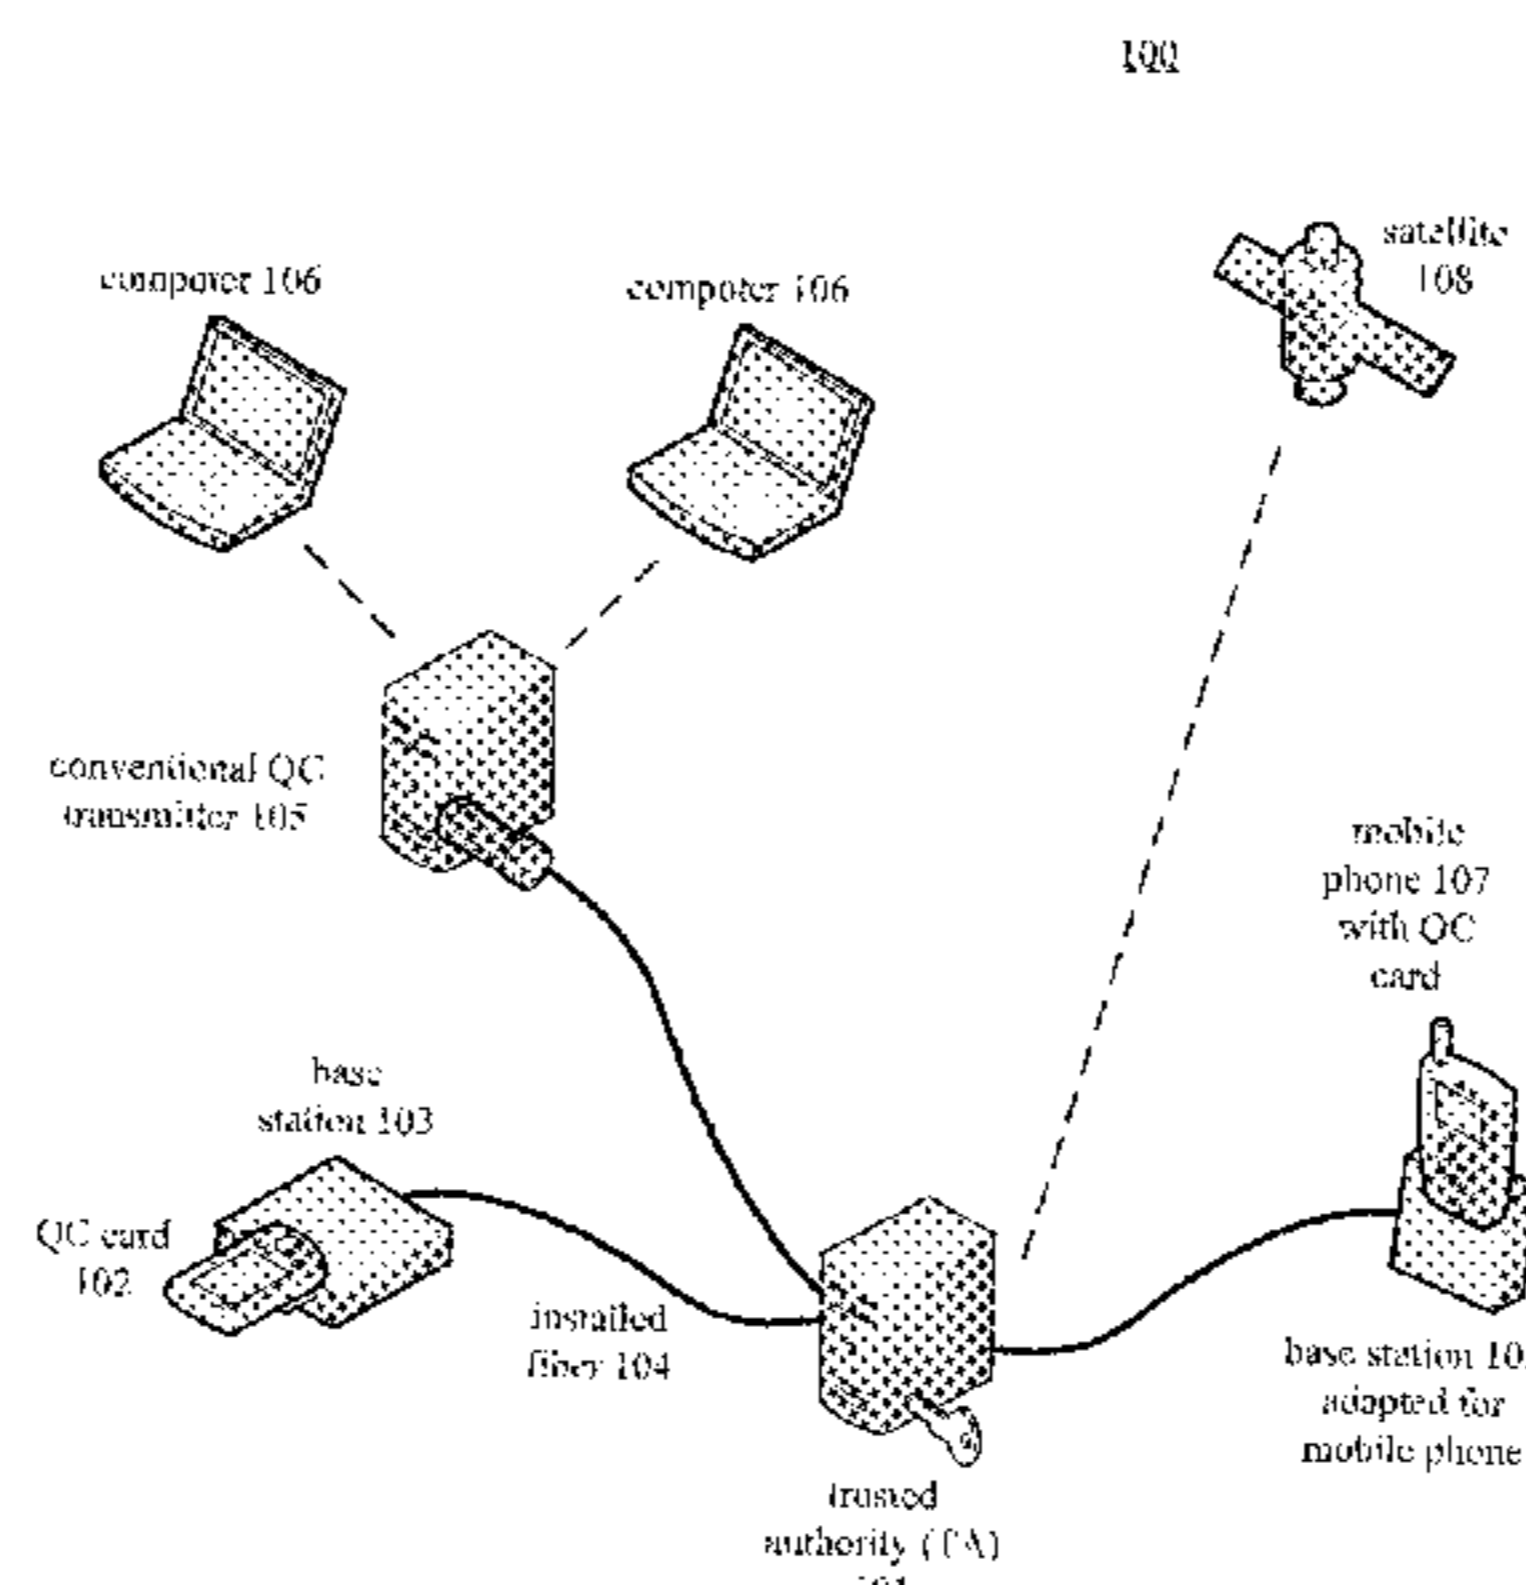 100
satellite
108
computer 106
computer 106
conventional QC
transmitter 105
mobile
phone 107
with QC
card
base
station 103
QC card
102
installed
fiber 104
base station
adapted for
mobile phone
trusted
authority (TA)